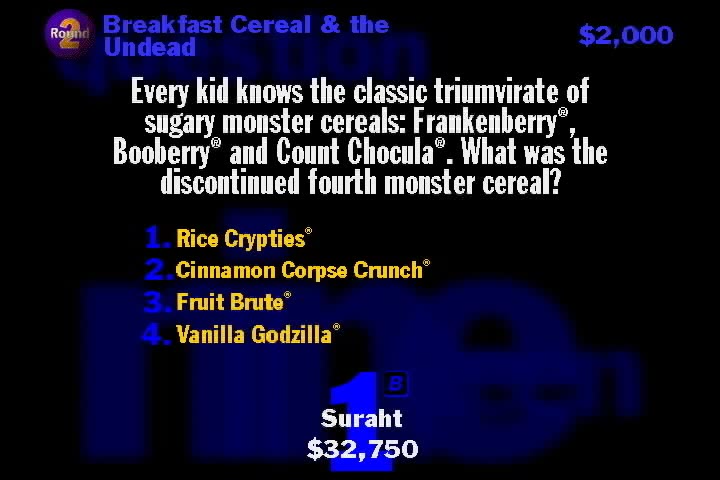 Round 2
Breakfast Cereal & the
Undead
$2,000
Every kid knows the classic triumvirate of
sugary monster cereals: Frankenberry®,
Booberry® and Count Chocula®. What was the
discontinued fourth monster cereal?
1. Rice Crypties®
2. Cinnamon Corpse Crunch®
3. Fruit Brute®
4. Vanilla Godzilla®
1 B
Suraht
$32,750
question
nine